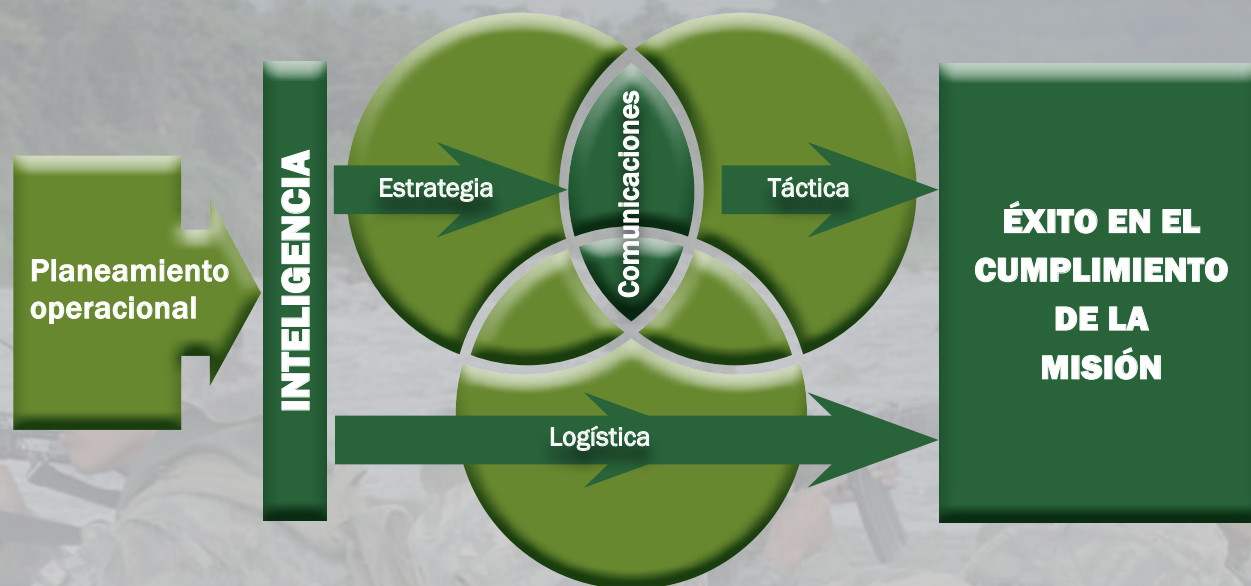 Planeamiento
operacional
INTELIGENCIA
Estrategia
Comunicaciones
Táctica
Logística
ÉXITO EN EL
CUMPLIMIENTO
DE LA
MISIÓN